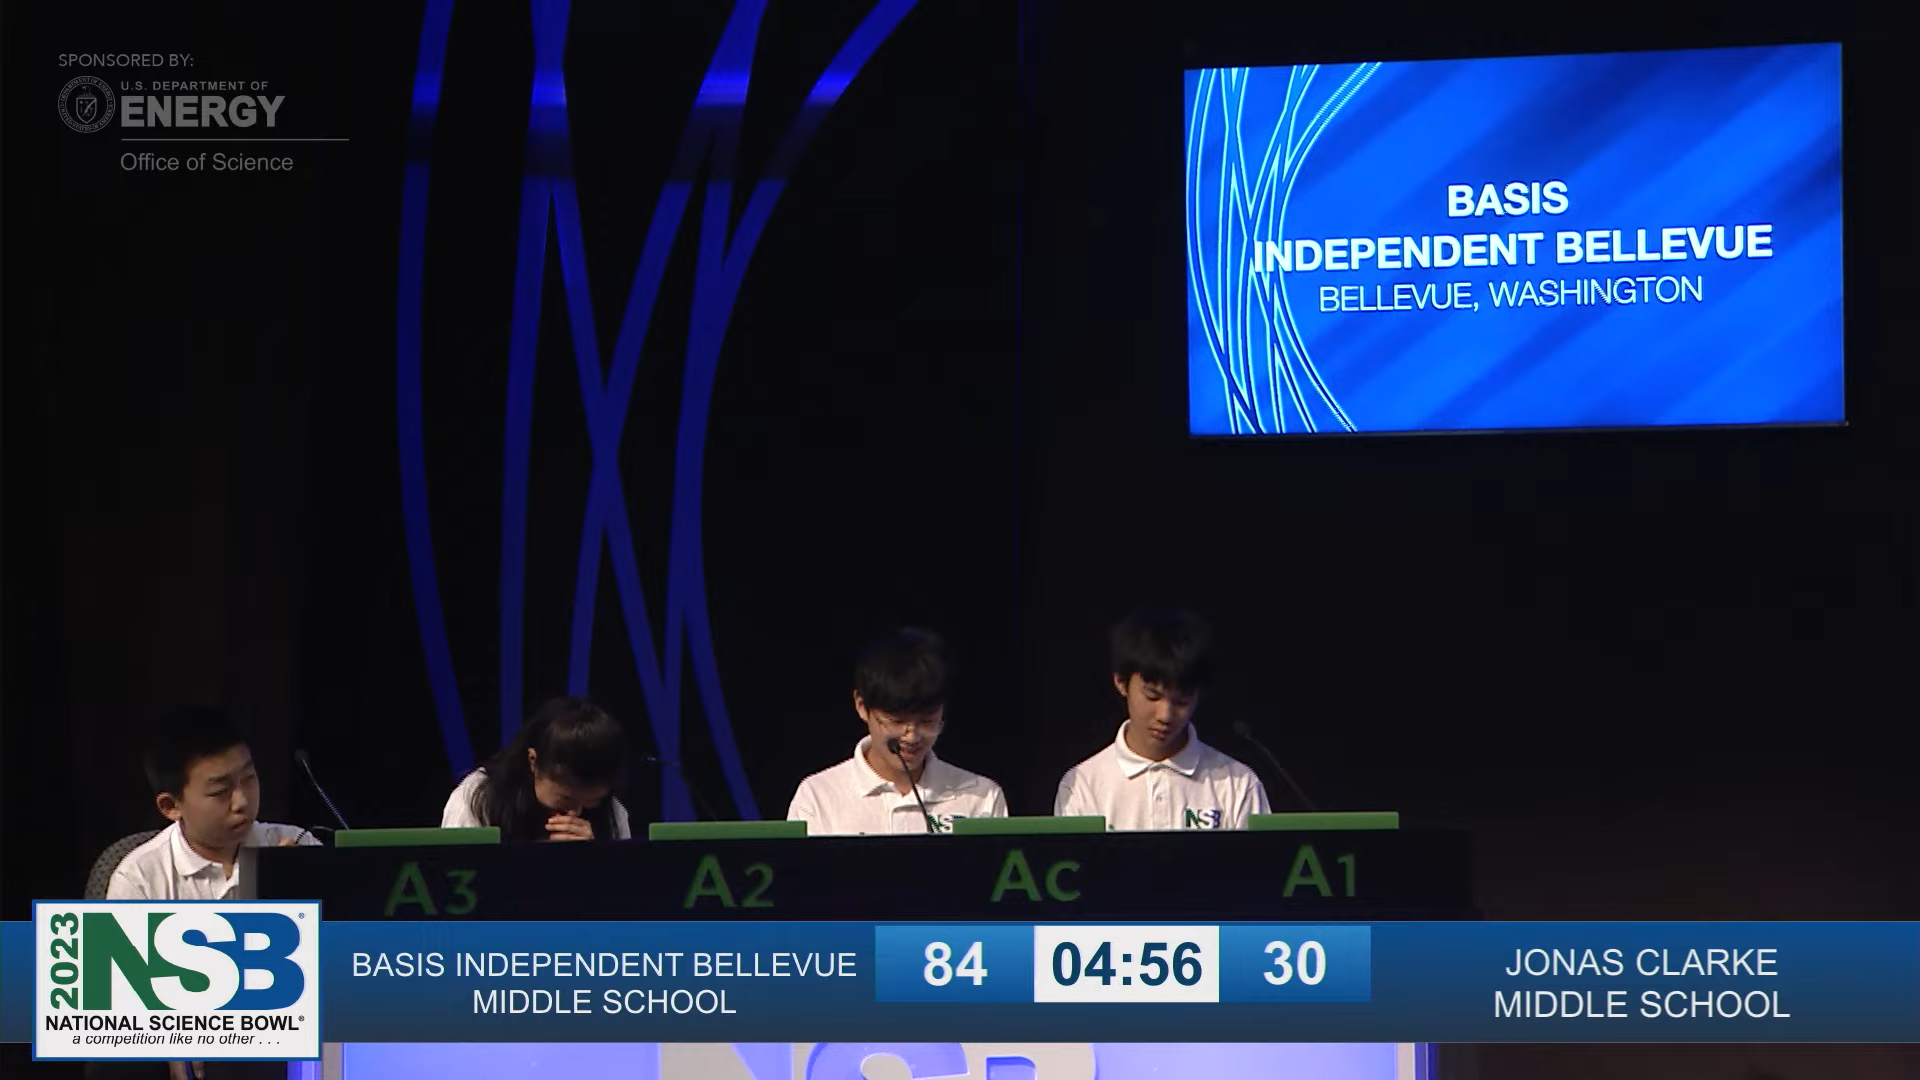 SPONSORED BY:
U.S. DEPARTMENT OF
ENERGY
Office of Science
BASIS
INDEPENDENT BELLEVUE
BELLEVUE, WASHINGTON
NSB
A3
A2
Ac
A1
2023
NSB®
NATIONAL SCIENCE BOWL®
a competition like no other . . .
BASIS INDEPENDENT BELLEVUE
MIDDLE SCHOOL
84
04:56
30
JONAS CLARKE
MIDDLE SCHOOL
NSB